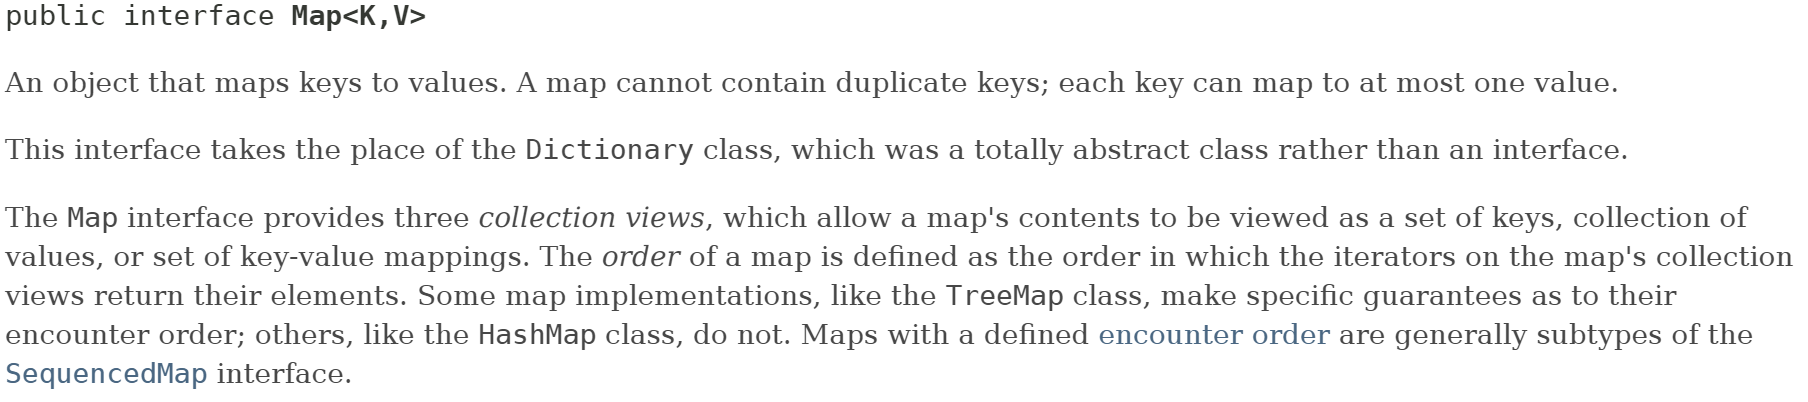 public interface Map<K,V>
An object that maps keys to values. A map cannot contain duplicate keys; each key can map to at most one value.
This interface takes the place of the Dictionary class, which was a totally abstract class rather than an interface.
The Map interface provides three collection views, which allow a map's contents to be viewed as a set of keys, collection of
values, or set of key-value mappings. The order of a map is defined as the order in which the iterators on the map's collection
views return their elements. Some map implementations, like the TreeMap class, make specific guarantees as to their
encounter order; others, like the HashMap class, do not. Maps with a defined encounter order are generally subtypes of the
SequencedMap interface.